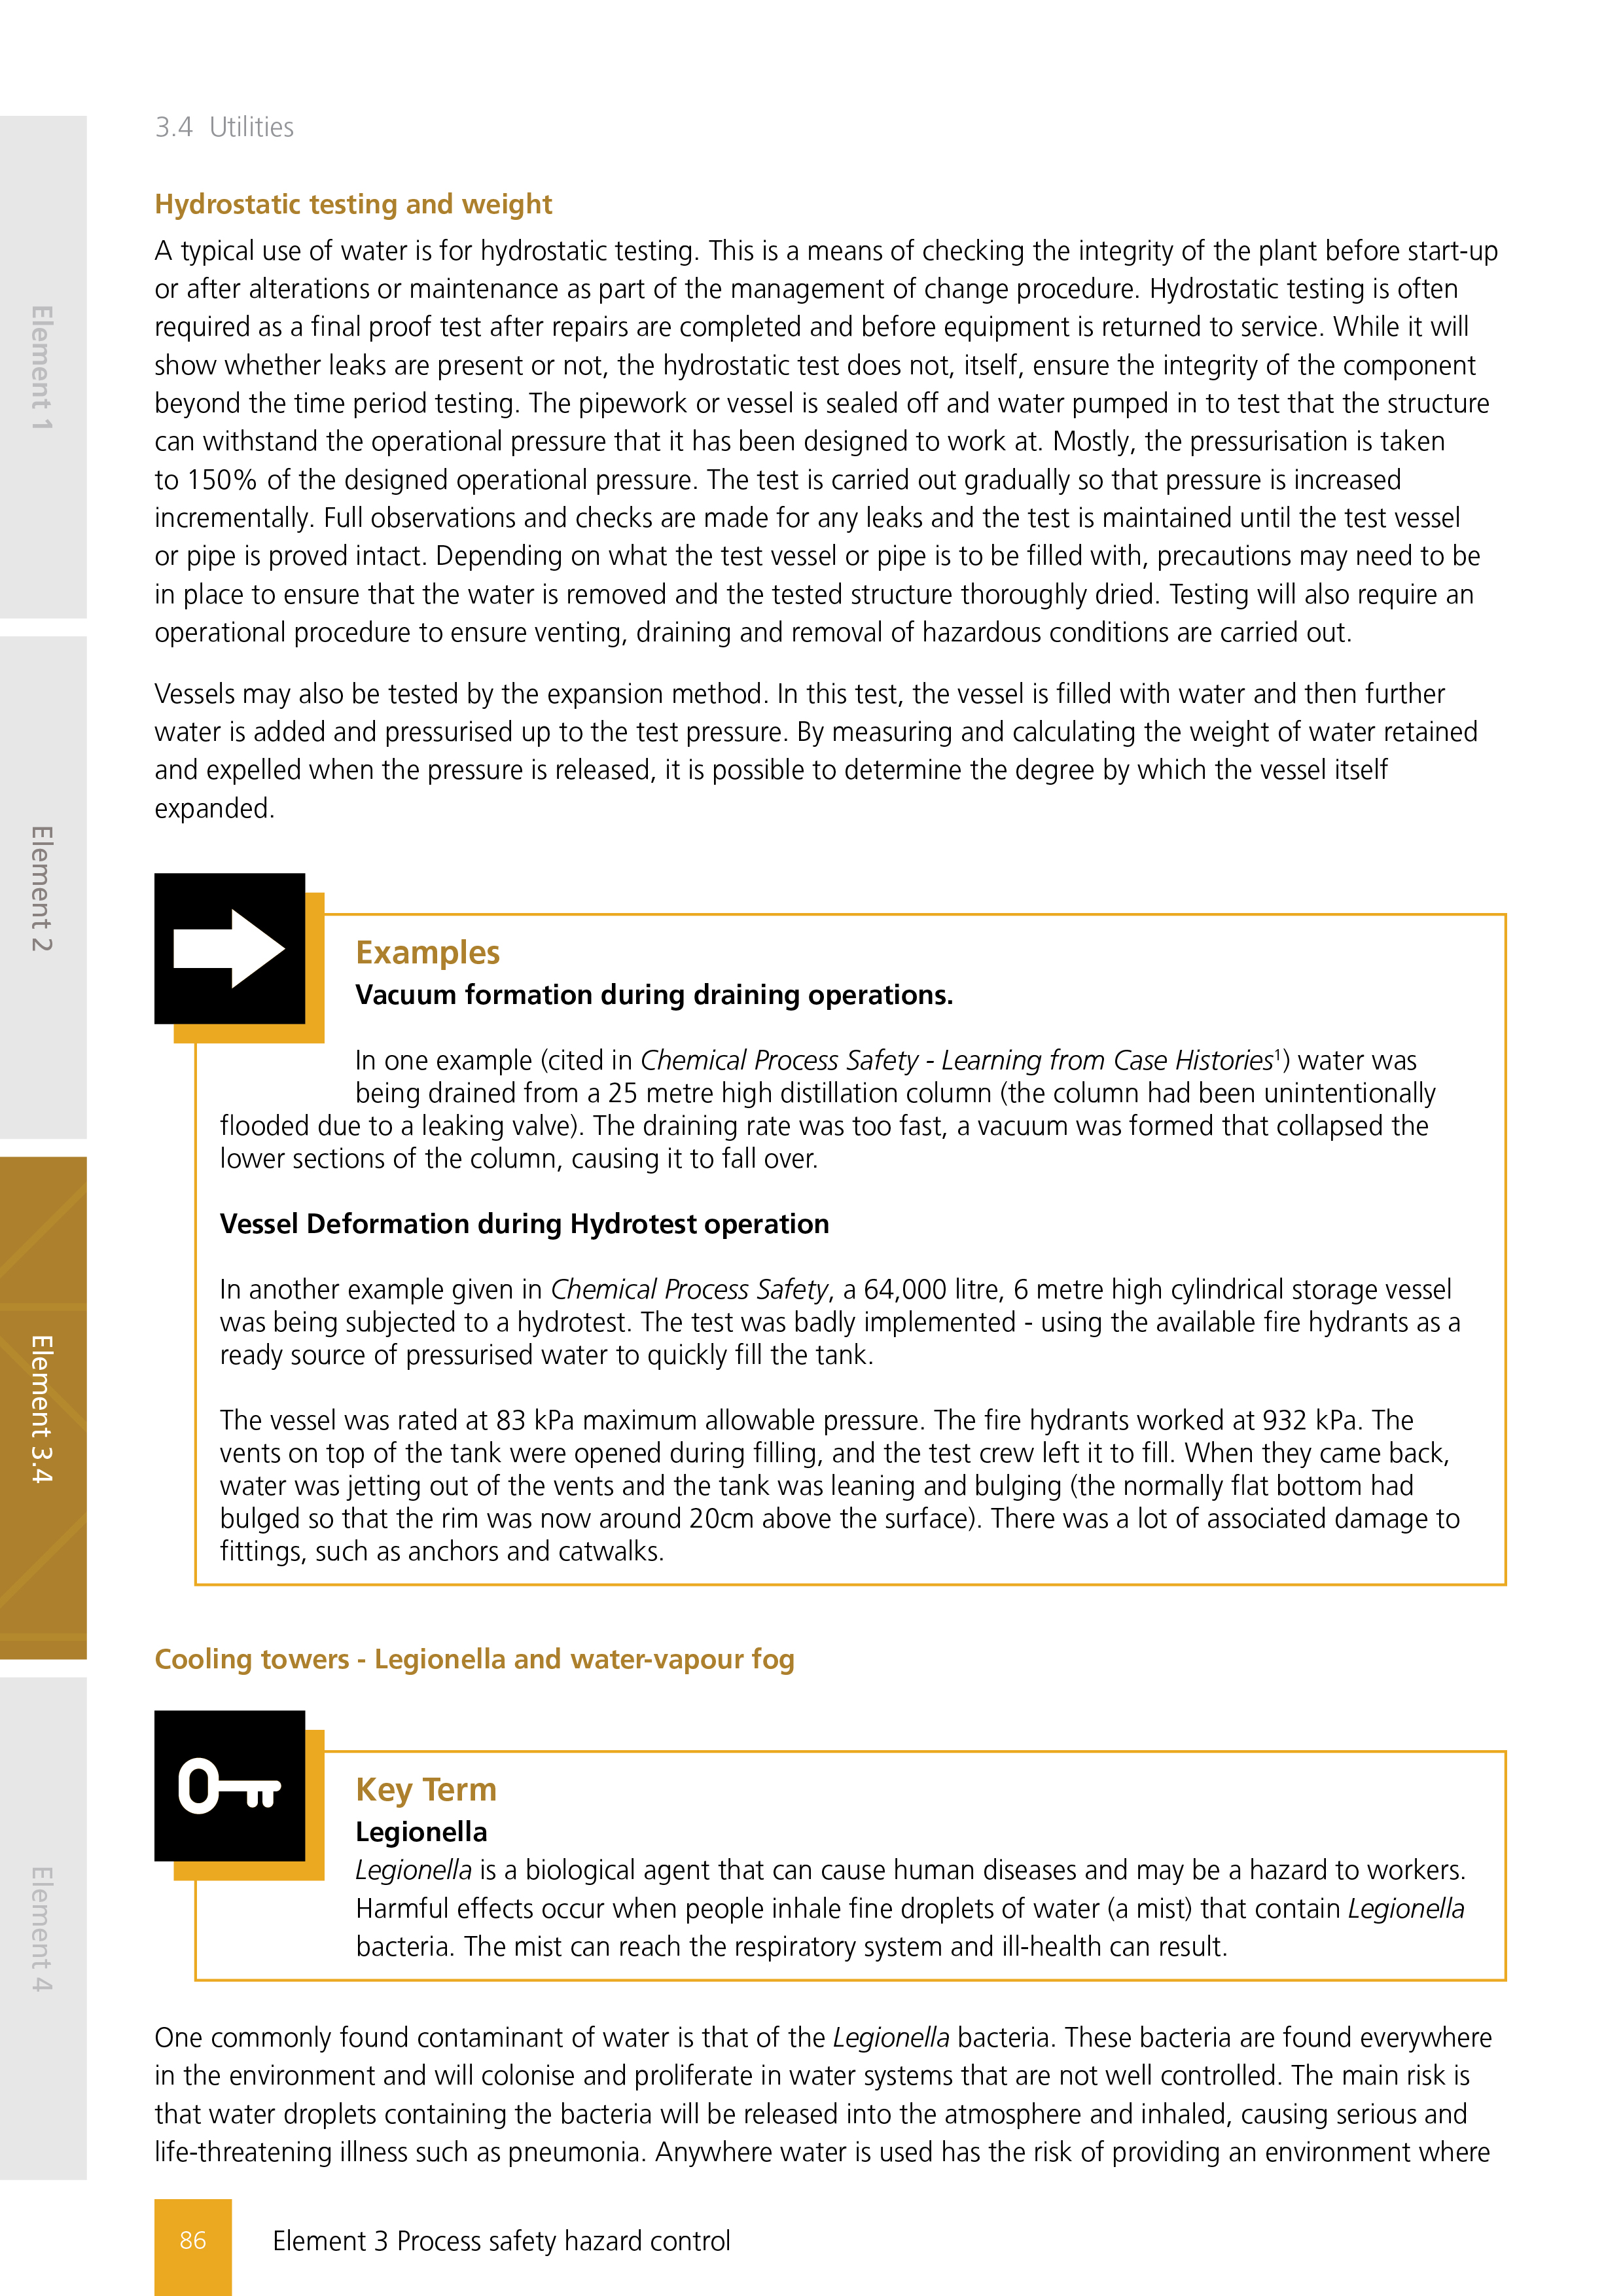 3.4 Utilities
Hydrostatic testing and weight
A typical use of water is for hydrostatic testing. This is a means of checking the integrity of the plant before start-up
or after alterations or maintenance as part of the management of change procedure. Hydrostatic testing is often
required as a final proof test after repairs are completed and before equipment is returned to service. While it will
show whether leaks are present or not, the hydrostatic test does not, itself, ensure the integrity of the component
beyond the time period testing. The pipework or vessel is sealed off and water pumped in to test that the structure
can withstand the operational pressure that it has been designed to work at. Mostly, the pressurisation is taken
to 150% of the designed operational pressure. The test is carried out gradually so that pressure is increased
incrementally. Full observations and checks are made for any leaks and the test is maintained until the test vessel
or pipe is proved intact. Depending on what the test vessel or pipe is to be filled with, precautions may need to be
in place to ensure that the water is removed and the tested structure thoroughly dried. Testing will also require an
operational procedure to ensure venting, draining and removal of hazardous conditions are carried out.
Vessels may also be tested by the expansion method. In this test, the vessel is filled with water and then further
water is added and pressurised up to the test pressure. By measuring and calculating the weight of water retained
and expelled when the pressure is released, it is possible to determine the degree by which the vessel itself
expanded.
Examples
Vacuum formation during draining operations.
In one example (cited in Chemical Process Safety - Learning from Case Histories¹) water was
being drained from a 25 metre high distillation column (the column had been unintentionally
flooded due to a leaking valve). The draining rate was too fast, a vacuum was formed that collapsed the
lower sections of the column, causing it to fall over.
Vessel Deformation during Hydrotest operation
In another example given in Chemical Process Safety, a 64,000 litre, 6 metre high cylindrical storage vessel
was being subjected to a hydrotest. The test was badly implemented - using the available fire hydrants as a
ready source of pressurised water to quickly fill the tank.
The vessel was rated at 83 kPa maximum allowable pressure. The fire hydrants worked at 932 kPa. The
vents on top of the tank were opened during filling, and the test crew left it to fill. When they came back,
water was jetting out of the vents and the tank was leaning and bulging (the normally flat bottom had
bulged so that the rim was now around 20cm above the surface). There was a lot of associated damage to
fittings, such as anchors and catwalks.
Cooling towers - Legionella and water-vapour fog
Key Term
Legionella
Legionella is a biological agent that can cause human diseases and may be a hazard to workers.
Harmful effects occur when people inhale fine droplets of water (a mist) that contain Legionella
bacteria. The mist can reach the respiratory system and ill-health can result.
One commonly found contaminant of water is that of the Legionella bacteria. These bacteria are found everywhere
in the environment and will colonise and proliferate in water systems that are not well controlled. The main risk is
that water droplets containing the bacteria will be released into the atmosphere and inhaled, causing serious and
life-threatening illness such as pneumonia. Anywhere water is used has the risk of providing an environment where
86 Element 3 Process safety hazard control
Element 1
Element 2
Element 3.4
Element 4